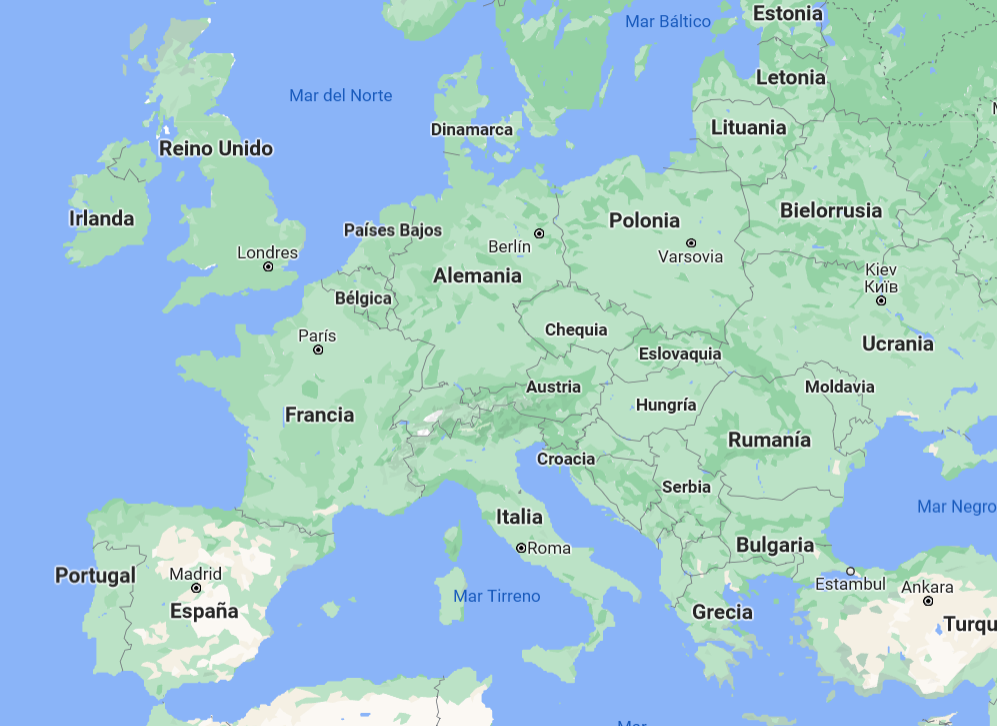 Estonia
Mar Báltico
Letonia
Mar del Norte
Dinamarca
Lituania
Reino Unido
Irlanda
Países Bajos
Polonia
Bielorrusia
Berlín
Varsovia
Londres
Alemania
Kiev
Київ
Bélgica
París
Chequia
Ucrania
Eslovaquia
Austria
Moldavia
Hungría
Francia
Rumanía
Croacia
Serbia
Mar Negro
Italia
Roma
Bulgaria
Portugal
Madrid
España
Mar Tirreno
Estambul
Ankara
Grecia
Turqu
Mar